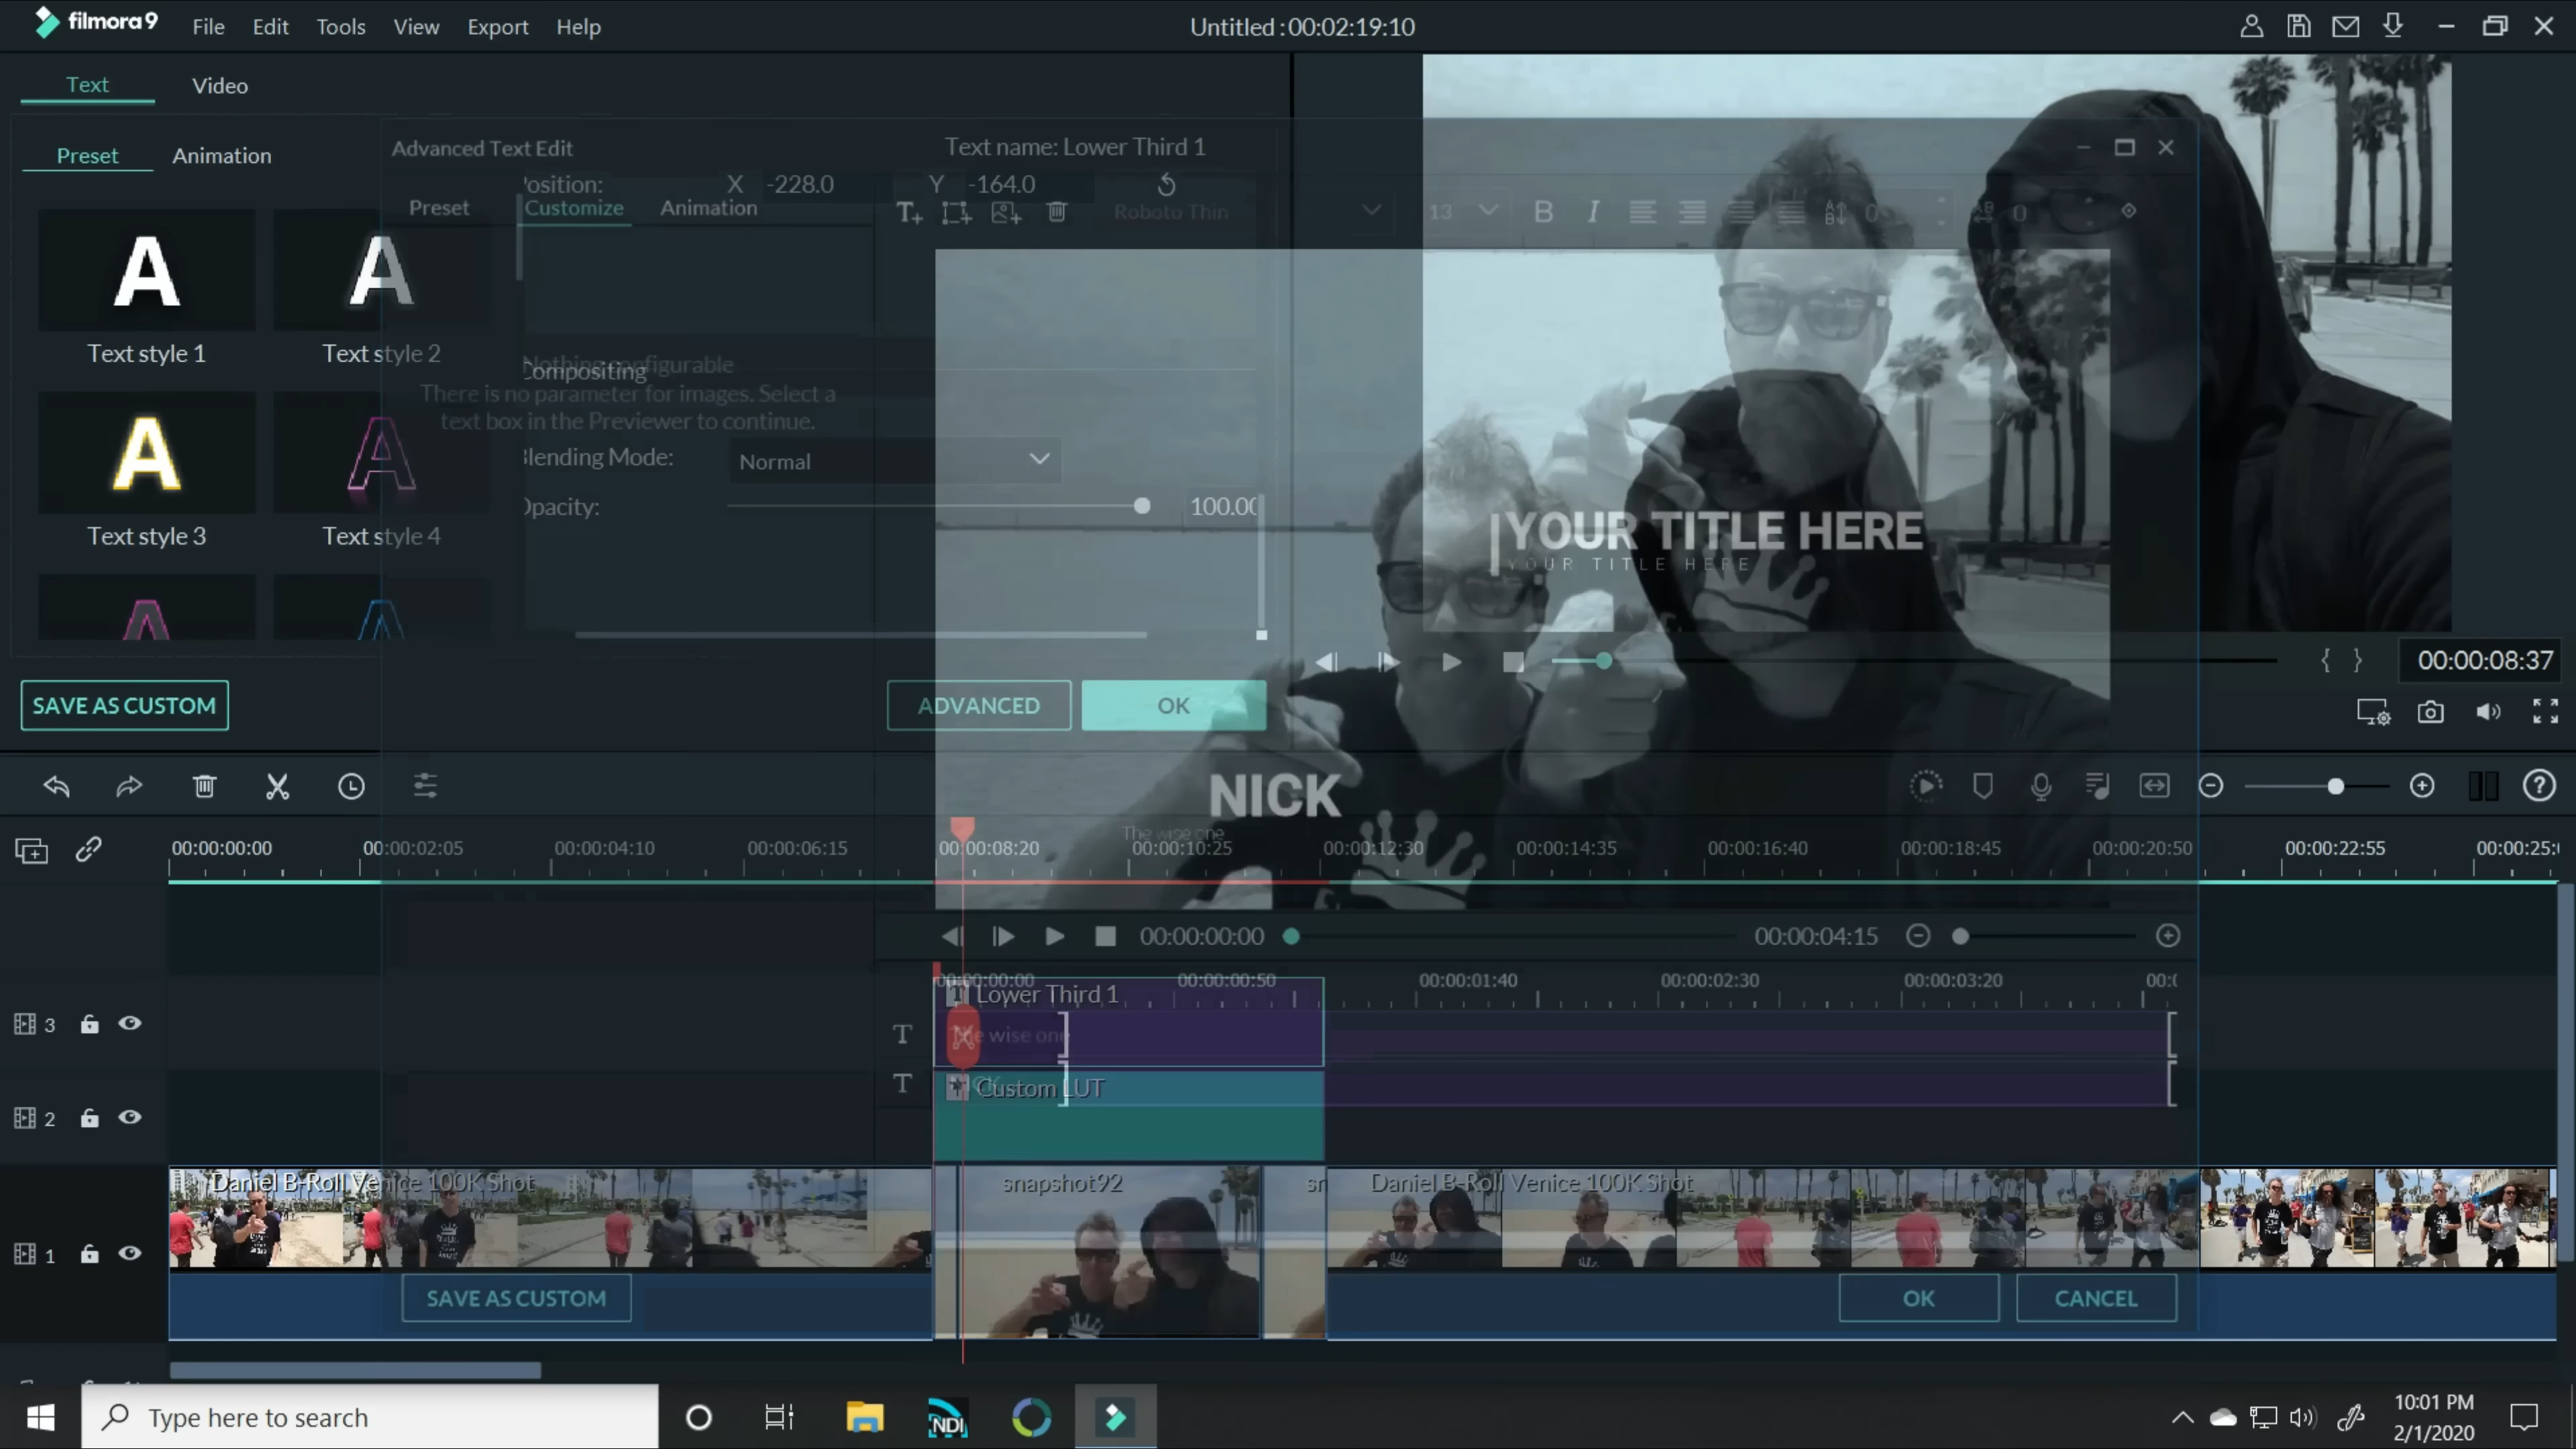 filmora9 File Edit Tools View Export Help Untitled : 00:02:19:10
Text Video
Preset Animation
Advanced Text Edit Text name: Lower Third 1
Position: X -228.0 Y -164.0
Preset Customize Animation Roboto Thin 13 B I 0 0
Text style 1 Text style 2
Nothing configurable
Compositing
There is no parameter for images. Select a
text box in the Previewer to continue.
Blending Mode: Normal
Opacity: 100.00
Text style 3 Text style 4
YOUR TITLE HERE
YOUR TITLE HERE
00:00:08:37
SAVE AS CUSTOM ADVANCED OK
NICK
The wise one
00:00:00:00 00:00:02:05 00:00:04:10 00:00:06:15 00:00:08:20 00:00:10:25 00:00:12:30 00:00:14:35 00:00:16:40 00:00:18:45 00:00:20:50 00:00:22:55 00:00:25:
00:00:00:00 00:00:04:15
00:00:00:00 00:00:00:50 00:00:01:40 00:00:02:30 00:00:03:20 00:0
Lower Third 1
3 T The wise one
2 T Custom LUT
Daniel B-Roll Venice 100K Shot snapshot92 sn Daniel B-Roll Venice 100K Shot
1
SAVE AS CUSTOM OK CANCEL
Type here to search NDI 10:01 PM
2/1/2020